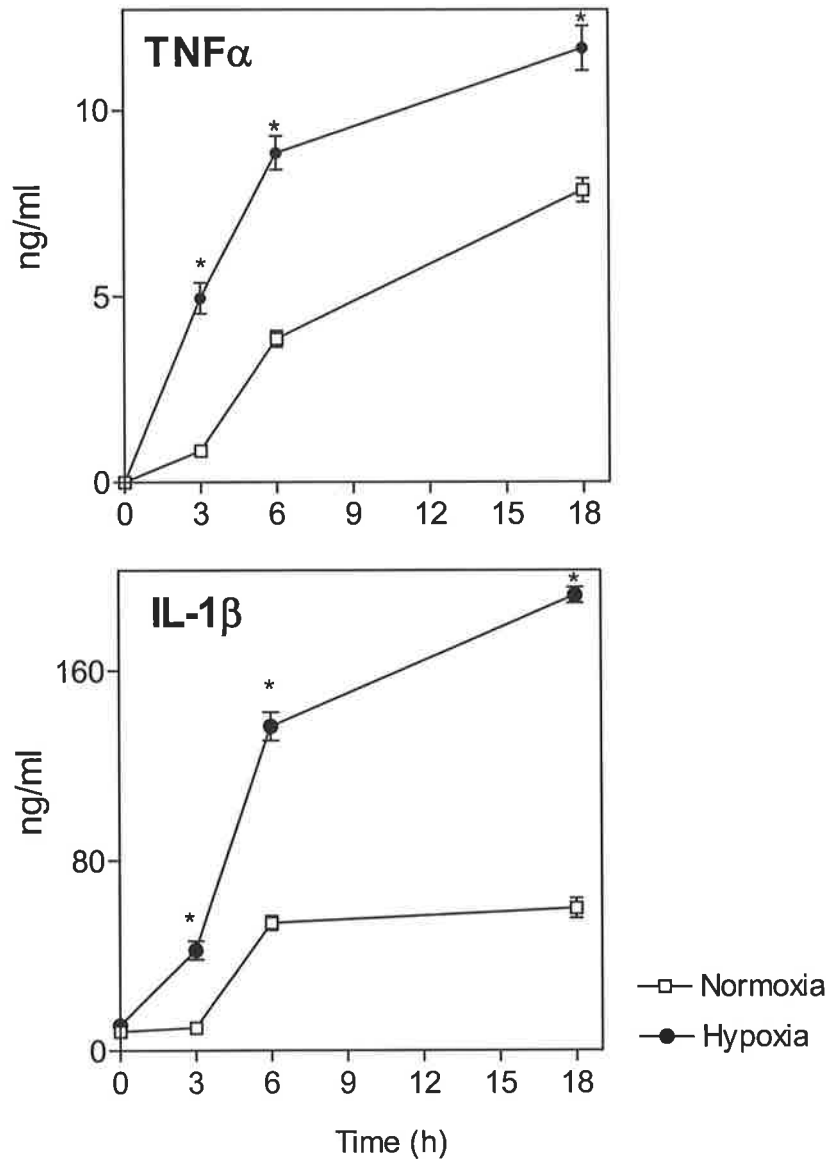 TNFα
10
5
0
ng/ml
0 3 6 9 12 15 18
* * *
IL-1β
160
80
0
ng/ml
* * *
0 3 6 9 12 15 18
Time (h)
Normoxia
Hypoxia